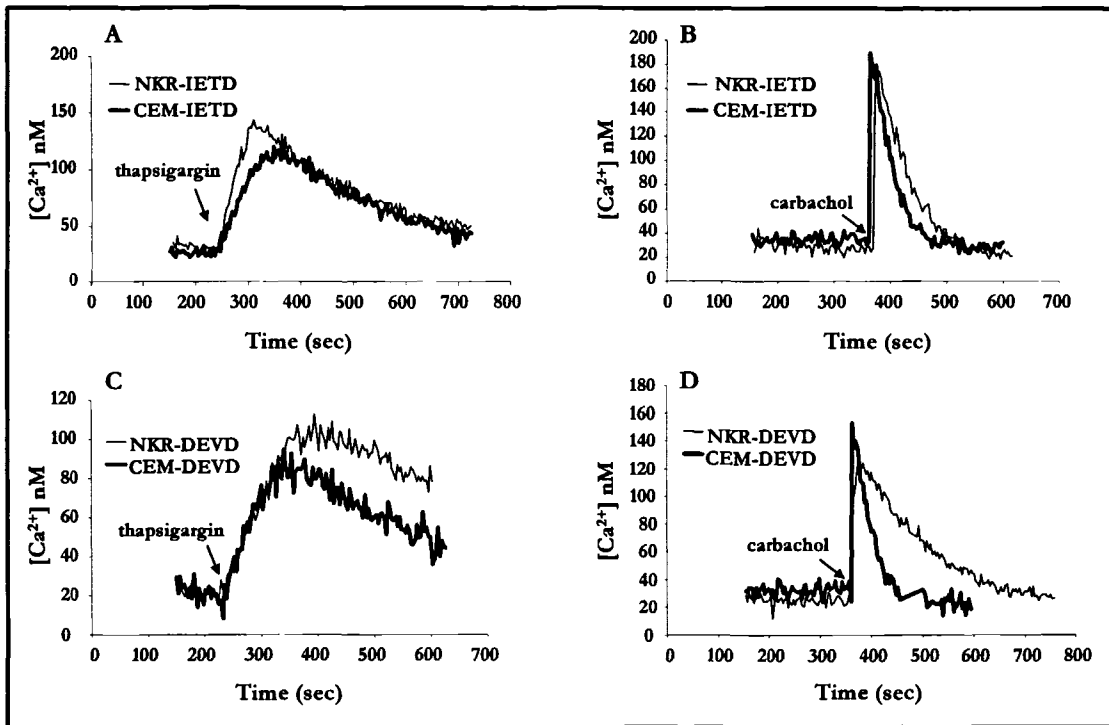 A
200
150
100
50
0
NKR-IETD
CEM-IETD
thapsigargin
[Ca²⁺] nM
0 100 200 300 400 500 600 700 800
Time (sec)
B
200
180
160
140
120
100
80
60
40
20
0
NKR-IETD
CEM-IETD
carbachol
[Ca²⁺] nM
0 100 200 300 400 500 600 700
Time (sec)
C
120
100
80
60
40
20
0
NKR-DEVD
CEM-DEVD
thapsigargin
[Ca²⁺] nM
0 100 200 300 400 500 600 700
Time (sec)
D
180
160
140
120
100
80
60
40
20
0
NKR-DEVD
CEM-DEVD
carbachol
[Ca²⁺] nM
0 100 200 300 400 500 600 700 800
Time (sec)